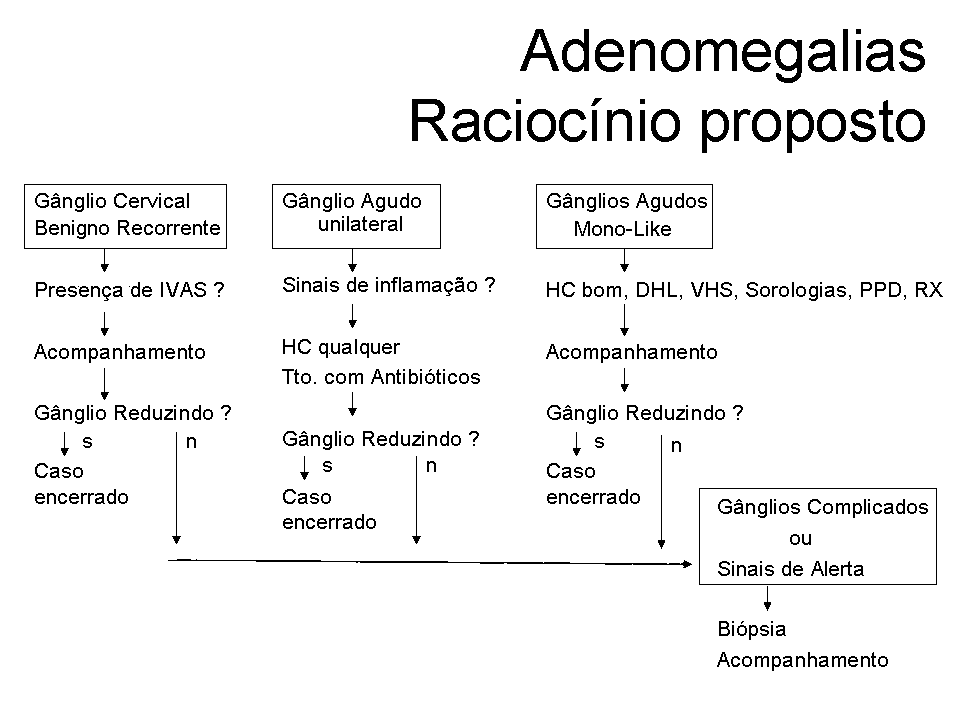 Adenomegalias
Raciocínio proposto
Gânglio Cervical
Benigno Recorrente
Presença de IVAS ?
Acompanhamento
Gânglio Reduzindo ?
s n
Caso
encerrado
Gânglio Agudo
unilateral
Sinais de inflamação ?
HC qualquer
Tto. com Antibióticos
Gânglio Reduzindo ?
s n
Caso
encerrado
Gânglios Agudos
Mono-Like
HC bom, DHL, VHS, Sorologias, PPD, RX
Acompanhamento
Gânglio Reduzindo ?
s n
Caso
encerrado
Gânglios Complicados
ou
Sinais de Alerta
Biópsia
Acompanhamento